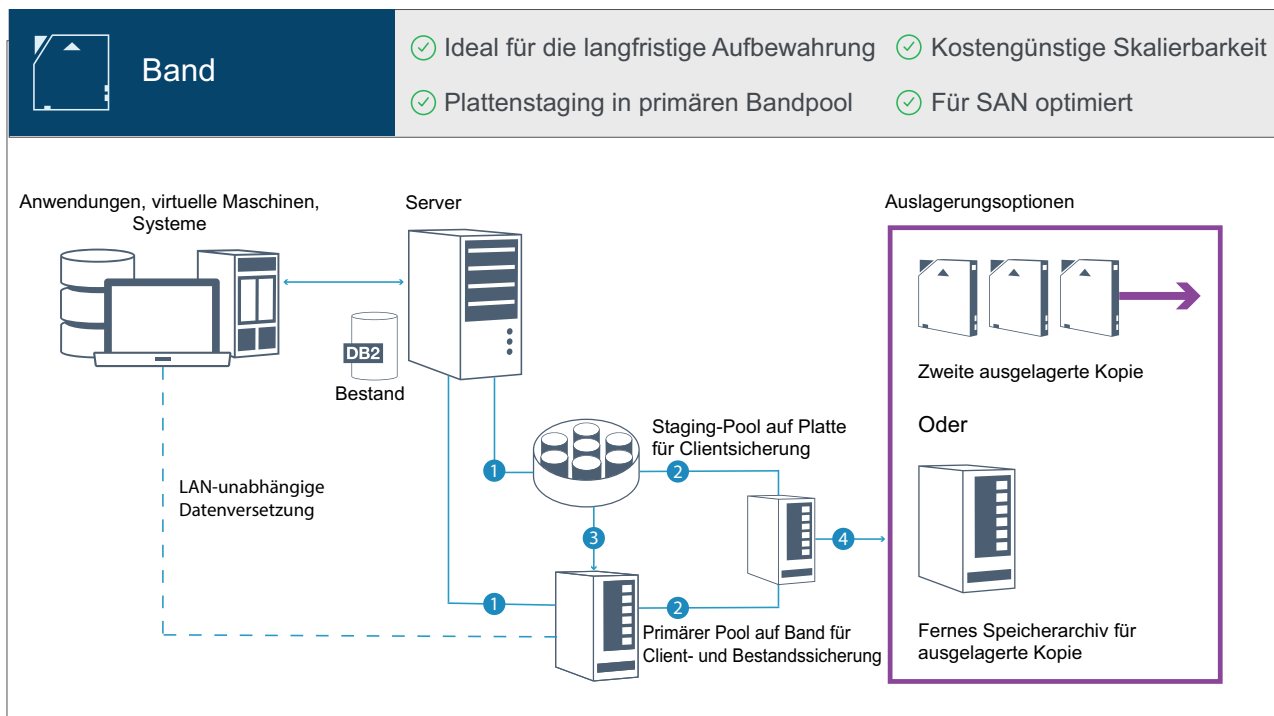 Band
Ideal für die langfristige Aufbewahrung
Kostengünstige Skalierbarkeit
Plattenstaging in primären Bandpool
Für SAN optimiert
Anwendungen, virtuelle Maschinen,
Systeme
Server
Auslagerungsoptionen
DB2
Bestand
Zweite ausgelagerte Kopie
Staging-Pool auf Platte
für Clientsicherung
Oder
1
2
LAN-unabhängige
Datenversetzung
3
4
1
2
Primärer Pool auf Band für
Client- und Bestandssicherung
Fernes Speicherarchiv für
ausgelagerte Kopie